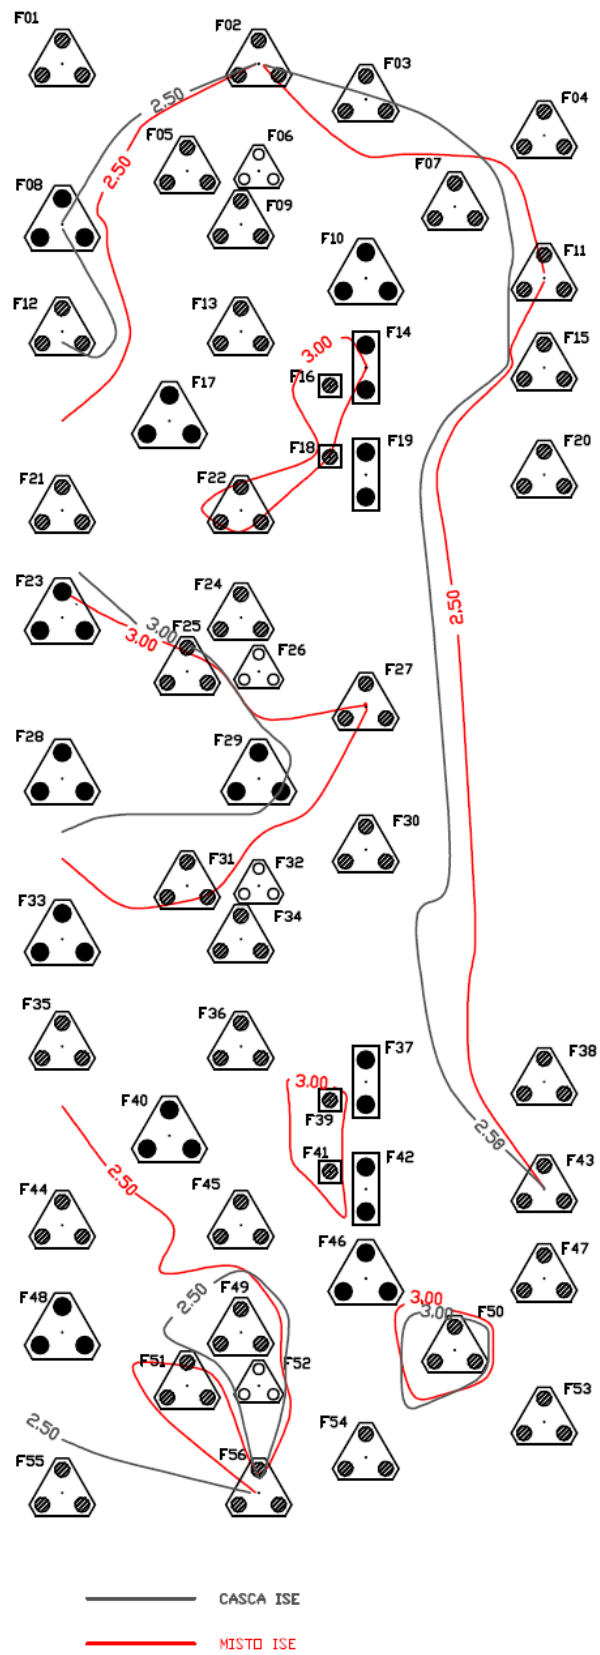 F01
F02
F03
2.50
F04
F05
F06
2.50
F07
F08
F09
F10
F11
F12
F13
F14
3.00
F15
F16
F17
F18
F19
F20
F21
F22
F23
F24
3.00
F25
3.00
F26
2.50
F27
F28
F29
F30
F31
F32
F33
F34
F35
F36
F37
F38
3.00
F39
F40
2.50
F41
F42
F43
2.50
F44
F45
F46
F47
2.50
F48
F49
3.00
3.00
F50
F51
F52
F53
2.50
F54
F55
F56
CASCA ISE
MISTO ISE